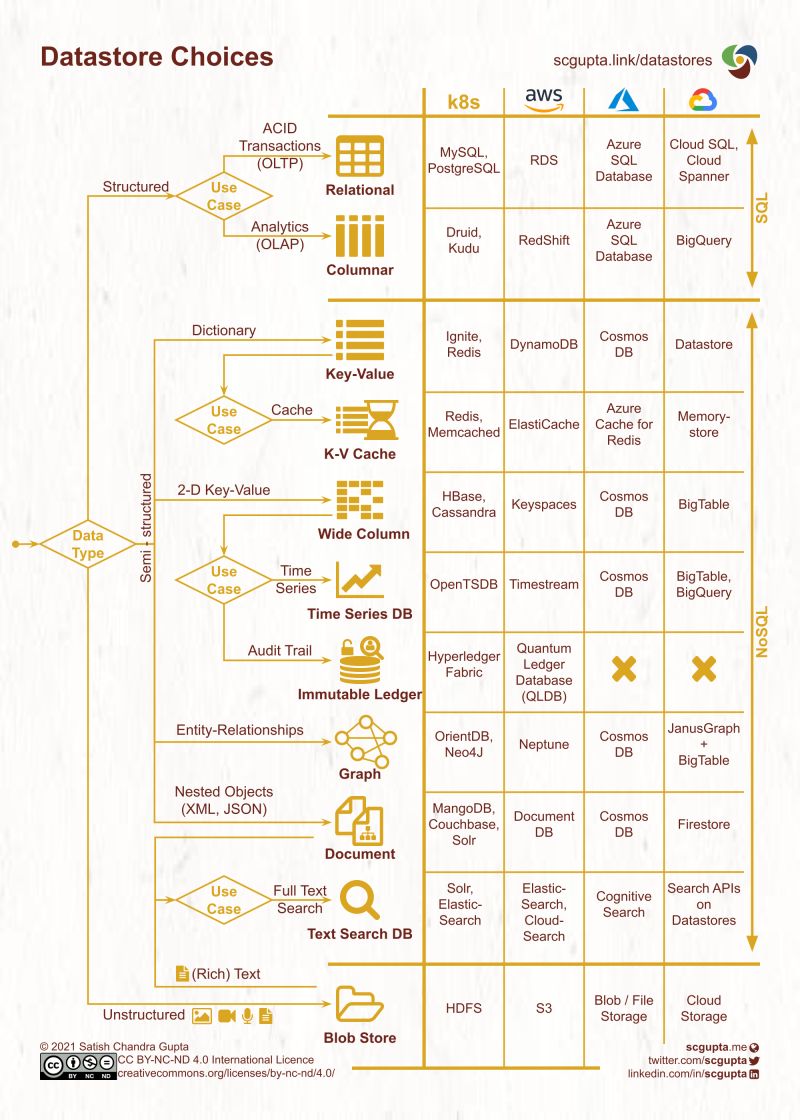 Datastore Choices
scgupta.link/datastores
k8s
aws
ACID
Transactions
(OLTP)
Structured
Use
Case
Relational
MySQL,
PostgreSQL
RDS
Azure
SQL
Database
Cloud SQL,
Cloud
Spanner
SQL
Analytics
(OLAP)
Columnar
Druid,
Kudu
RedShift
Azure
SQL
Database
BigQuery
Dictionary
Key-Value
Ignite,
Redis
DynamoDB
Cosmos
DB
Datastore
Use
Case
Cache
K-V Cache
Redis,
Memcached
ElastiCache
Azure
Cache for
Redis
Memory-
store
Semi - structured
2-D Key-Value
Wide Column
HBase,
Cassandra
Keyspaces
Cosmos
DB
BigTable
Data
Type
Use
Case
Time
Series
Time Series DB
OpenTSDB
Timestream
Cosmos
DB
BigTable,
BigQuery
NoSQL
Audit Trail
Immutable Ledger
Hyperledger
Fabric
Quantum
Ledger
Database
(QLDB)
Entity-Relationships
Graph
OrientDB,
Neo4J
Neptune
Cosmos
DB
JanusGraph
+
BigTable
Nested Objects
(XML, JSON)
Document
MangoDB,
Couchbase,
Solr
Document
DB
Cosmos
DB
Firestore
Use
Case
Full Text
Search
Text Search DB
Solr,
Elastic-
Search
Elastic-
Search,
Cloud-
Search
Cognitive
Search
Search APIs
on
Datastores
(Rich) Text
Unstructured
Blob Store
HDFS
S3
Blob / File
Storage
Cloud
Storage
© 2021 Satish Chandra Gupta
CC BY-NC-ND 4.0 International Licence
creativecommons.org/licenses/by-nc-nd/4.0/
cc
BY NC ND
scgupta.me
twitter.com/scgupta
linkedin.com/in/scgupta